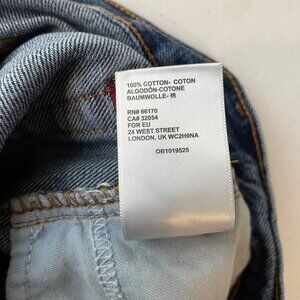 100% COTTON- COTON
ALGODÓN-COTONE
BAUMWOLLE- 棉
RN# 66170
CA# 32054
FOR EU
24 WEST STREET
LONDON, UK WC2H9NA
OB1019525